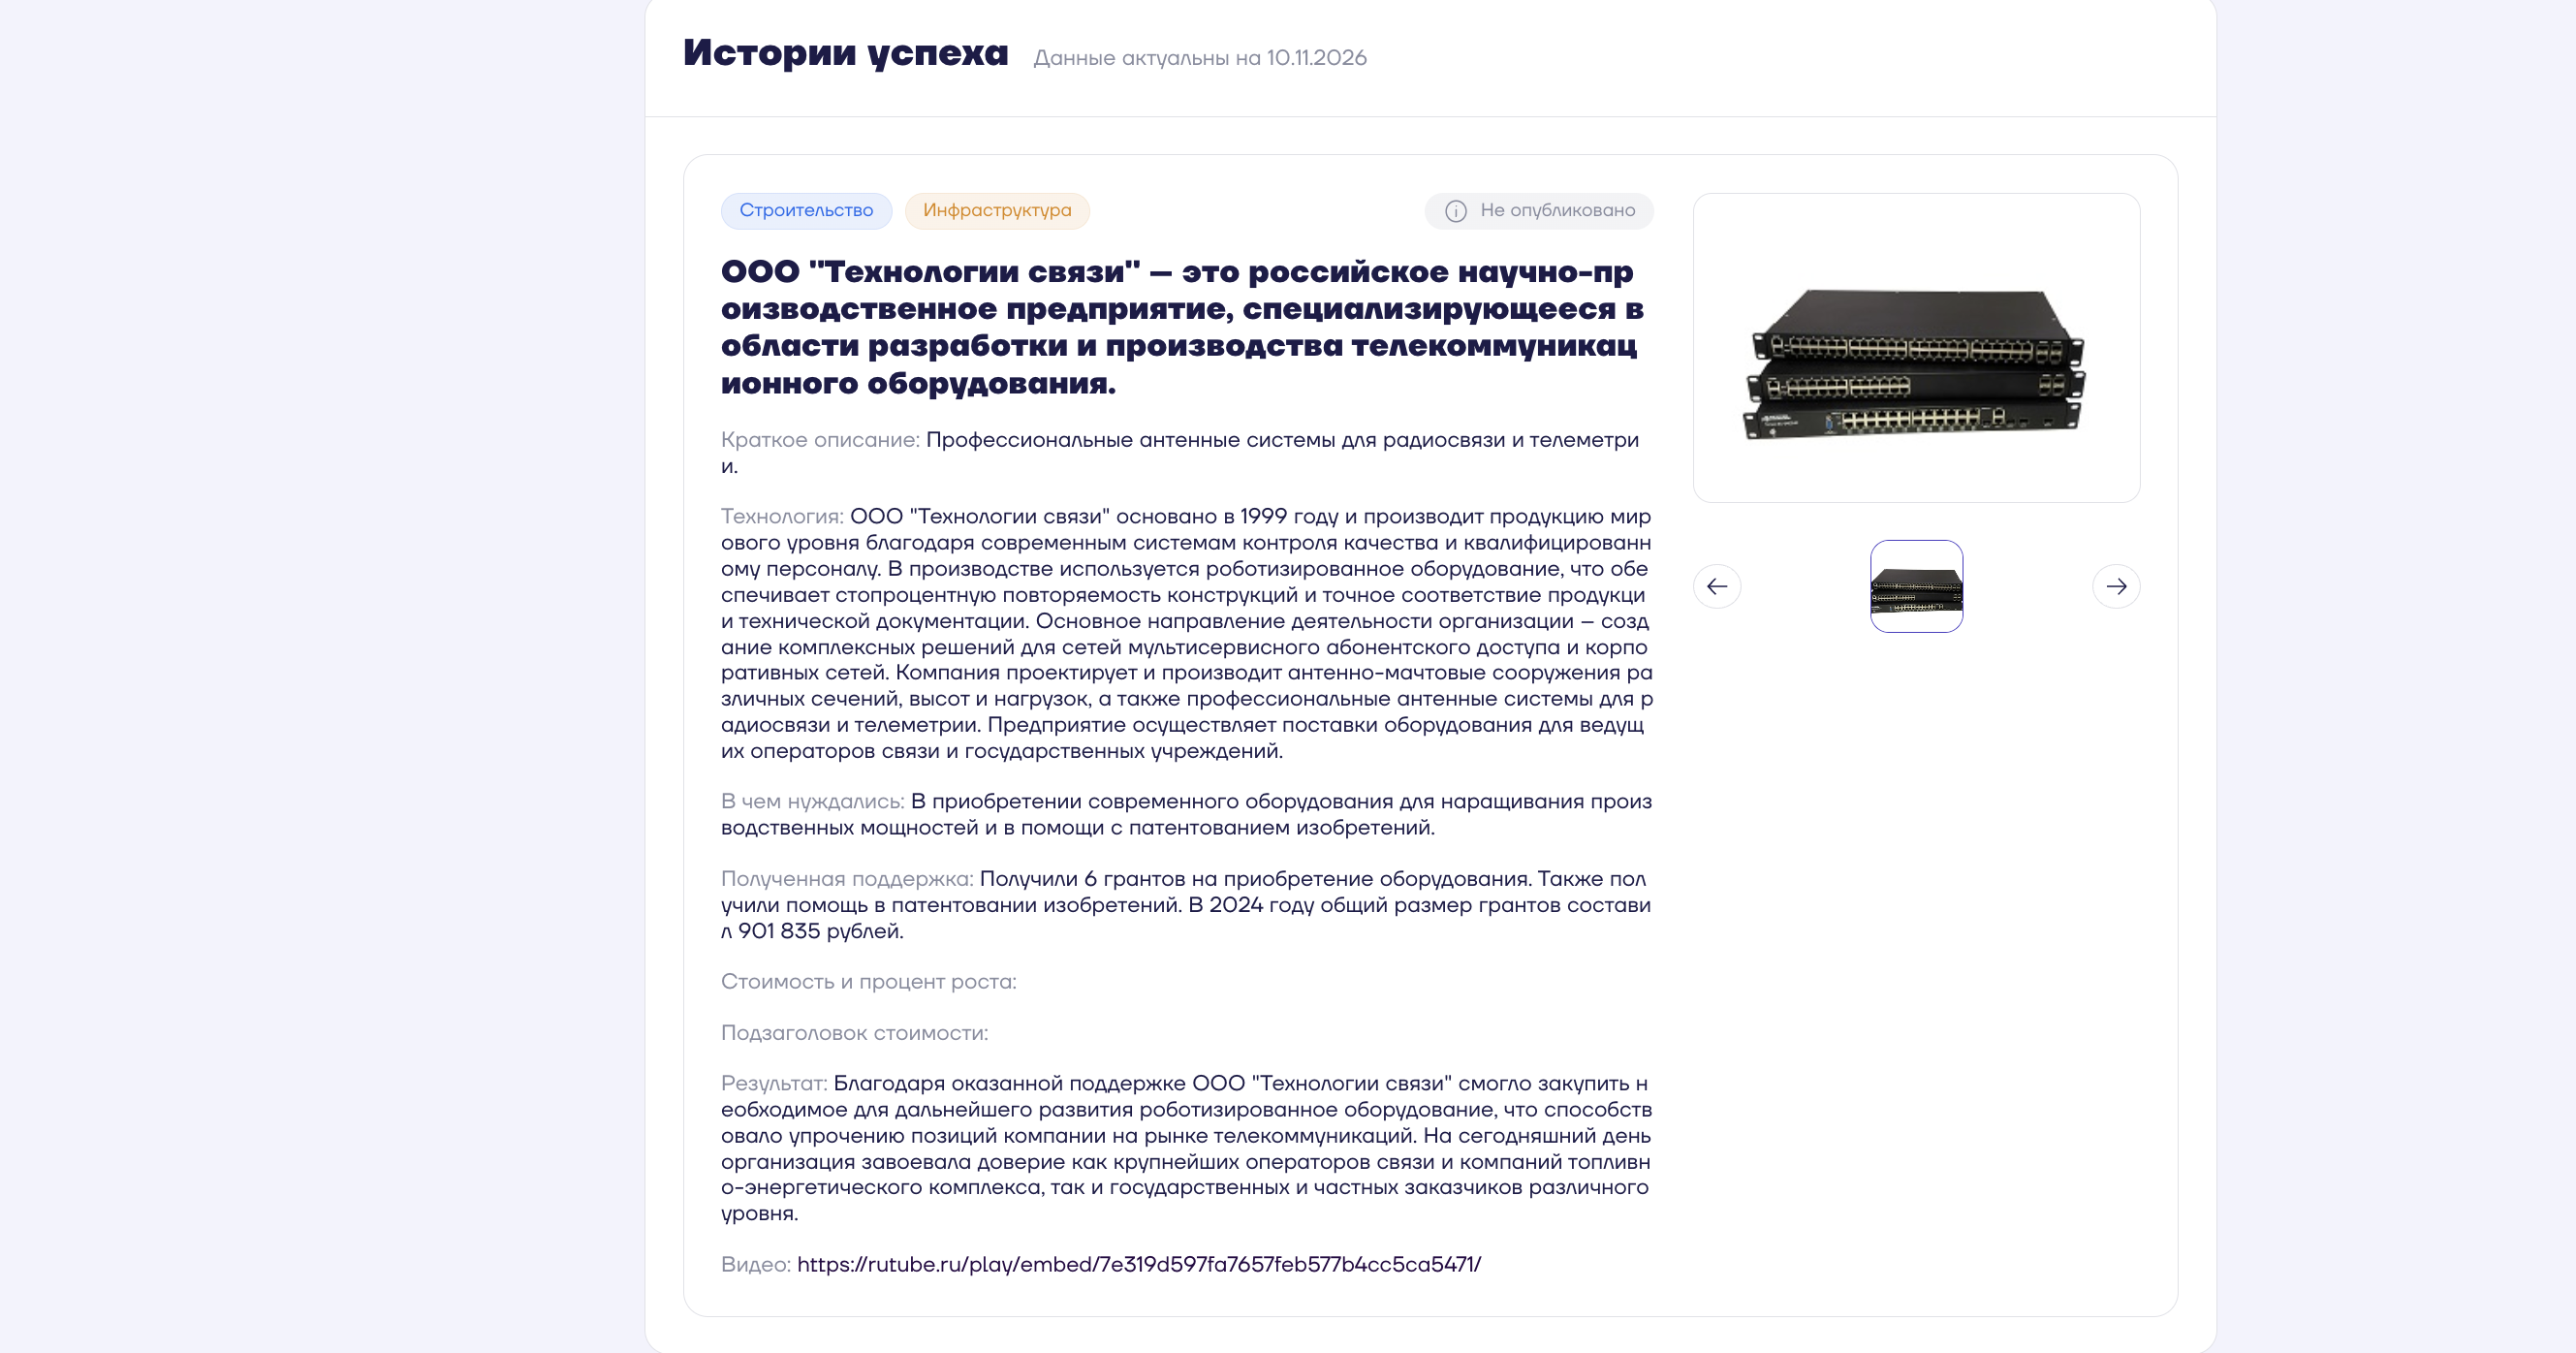 Истории успеха
Данные актуальны на 10.11.2026
Строительство
Инфраструктура
Не опубликовано
ООО "Технологии связи" – это российское научно-пр
оизводственное предприятие, специализирующееся в
области разработки и производства телекоммуникац
ионного оборудования.
Краткое описание: Профессиональные антенные системы для радиосвязи и телеметри
и.
Технология: ООО "Технологии связи" основано в 1999 году и производит продукцию мир
ового уровня благодаря современным системам контроля качества и квалифицированн
ому персоналу. В производстве используется роботизированное оборудование, что обе
спечивает стопроцентную повторяемость конструкций и точное соответствие продукци
и технической документации. Основное направление деятельности организации – созд
ание комплексных решений для сетей мультисервисного абонентского доступа и корпо
ративных сетей. Компания проектирует и производит антенно-мачтовые сооружения ра
зличных сечений, высот и нагрузок, а также профессиональные антенные системы для р
адиосвязи и телеметрии. Предприятие осуществляет поставки оборудования для ведущ
их операторов связи и государственных учреждений.
В чем нуждались: В приобретении современного оборудования для наращивания произ
водственных мощностей и в помощи с патентованием изобретений.
Полученная поддержка: Получили 6 грантов на приобретение оборудования. Также пол
учили помощь в патентовании изобретений. В 2024 году общий размер грантов состави
л 901 835 рублей.
Стоимость и процент роста:
Подзаголовок стоимости:
Результат: Благодаря оказанной поддержке ООО "Технологии связи" смогло закупить н
еобходимое для дальнейшего развития роботизированное оборудование, что способств
овало упрочению позиций компании на рынке телекоммуникаций. На сегодняшний день
организация завоевала доверие как крупнейших операторов связи и компаний топливн
о-энергетического комплекса, так и государственных и частных заказчиков различного
уровня.
Видео: https://rutube.ru/play/embed/7e319d597fa7657feb577b4cc5ca5471/